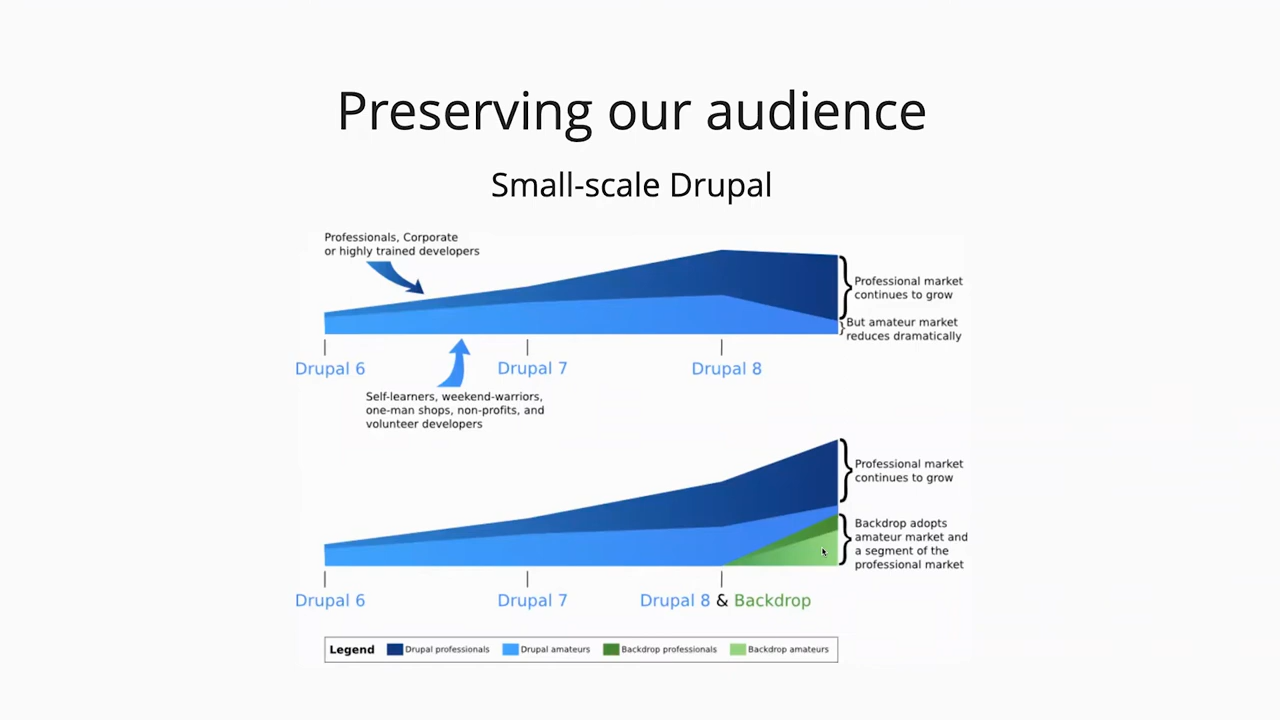 Preserving our audience
Small-scale Drupal
Professionals, Corporate
or highly trained developers
Professional market
continues to grow
But amateur market
reduces dramatically
Drupal 6
Drupal 7
Drupal 8
Self-learners, weekend-warriors,
one-man shops, non-profits, and
volunteer developers
Professional market
continues to grow
Backdrop adopts
amateur market and
a segment of the
professional market
Drupal 6
Drupal 7
Drupal 8 & Backdrop
Legend
Drupal professionals
Drupal amateurs
Backdrop professionals
Backdrop amateurs